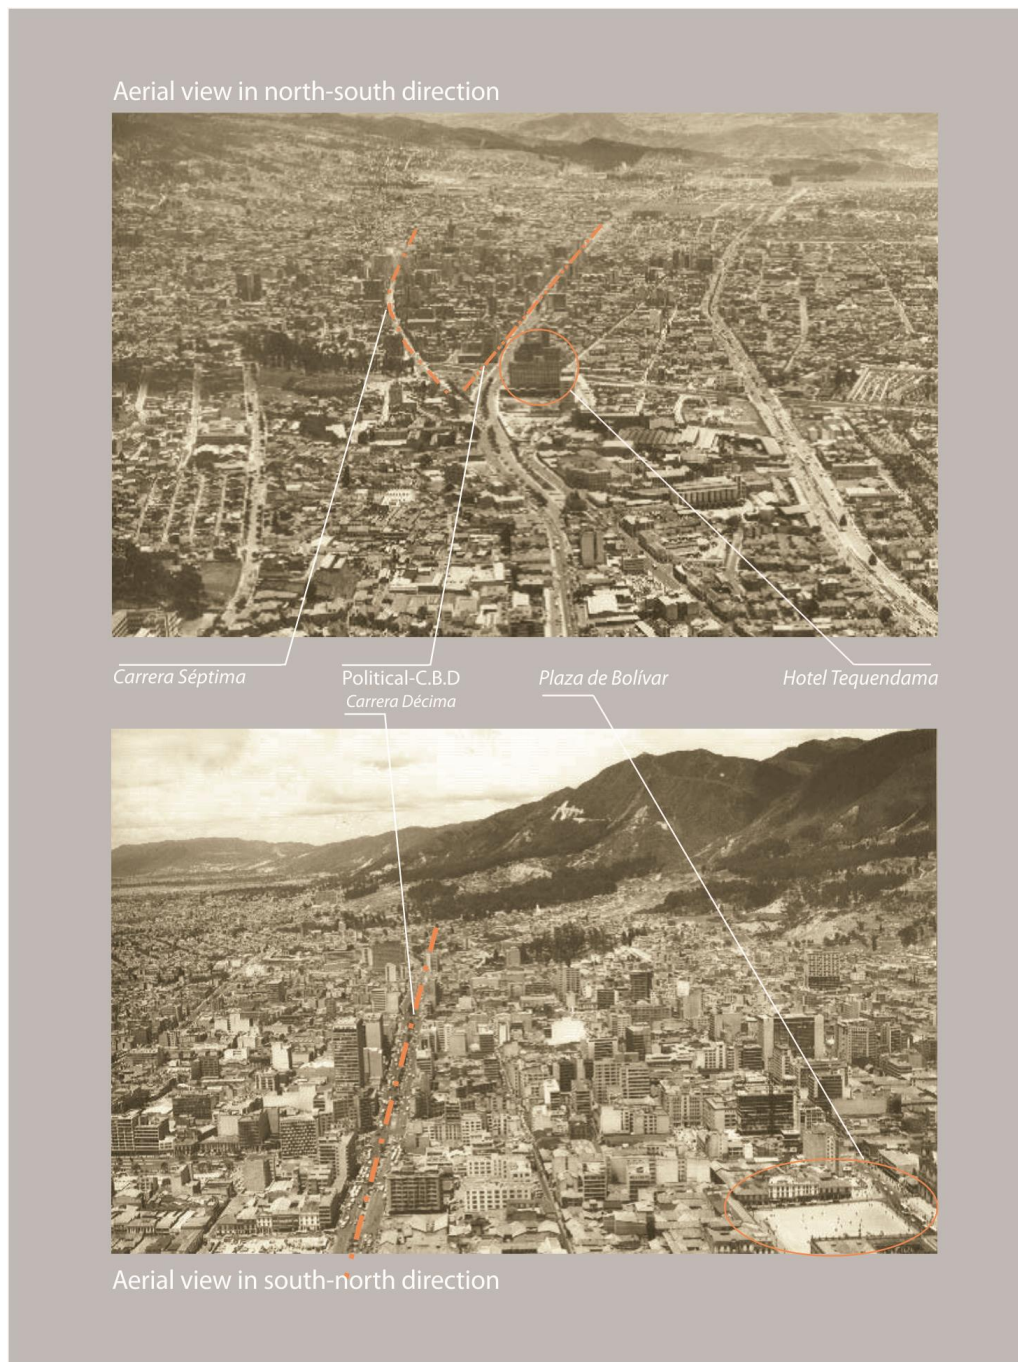 Aerial view in north-south direction
Carrera Séptima
Political-C.B.D
Carrera Décima
Plaza de Bolívar
Hotel Tequendama
Aerial view in south-north direction